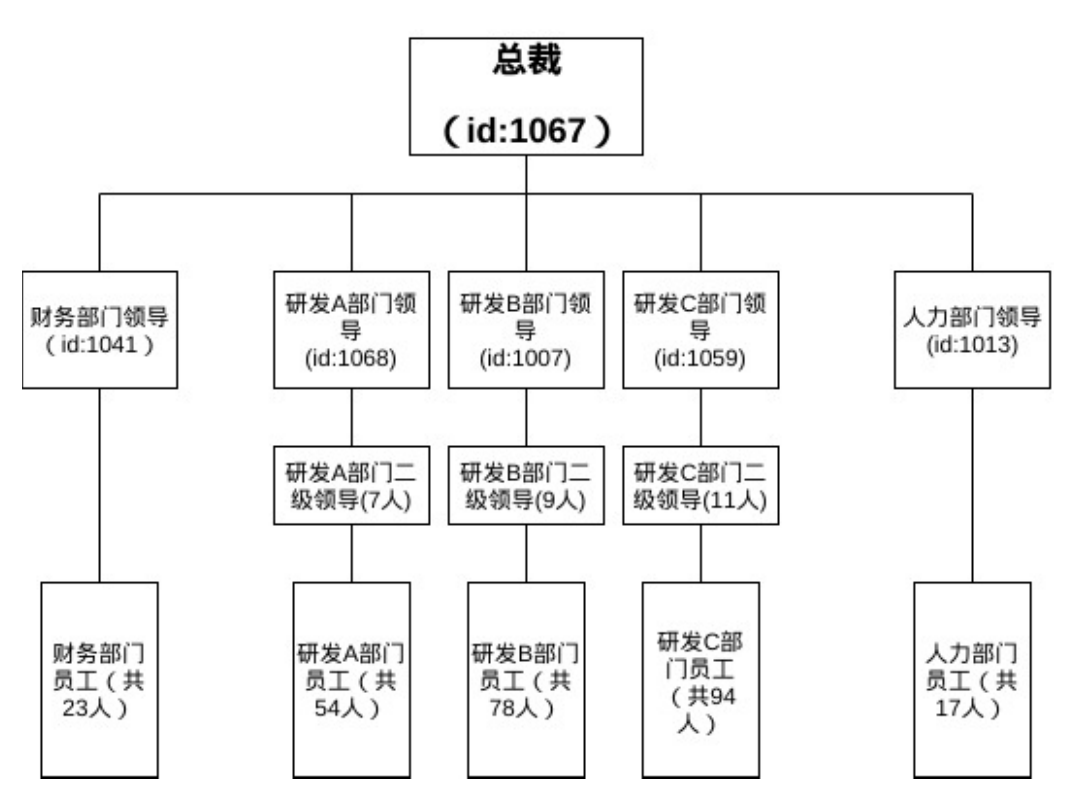 总裁
（id:1067）
财务部门领导
（id:1041）
研发A部门领
导
(id:1068)
研发B部门领
导
(id:1007)
研发C部门领
导
(id:1059)
人力部门领导
(id:1013)
研发A部门二
级领导(7人)
研发B部门二
级领导(9人)
研发C部门二
级领导(11人)
财务部门
员工（共
23人）
研发A部门
员工（共
54人）
研发B部门
员工（共
78人）
研发C部
门员工
（共94
人）
人力部门
员工（共
17人）